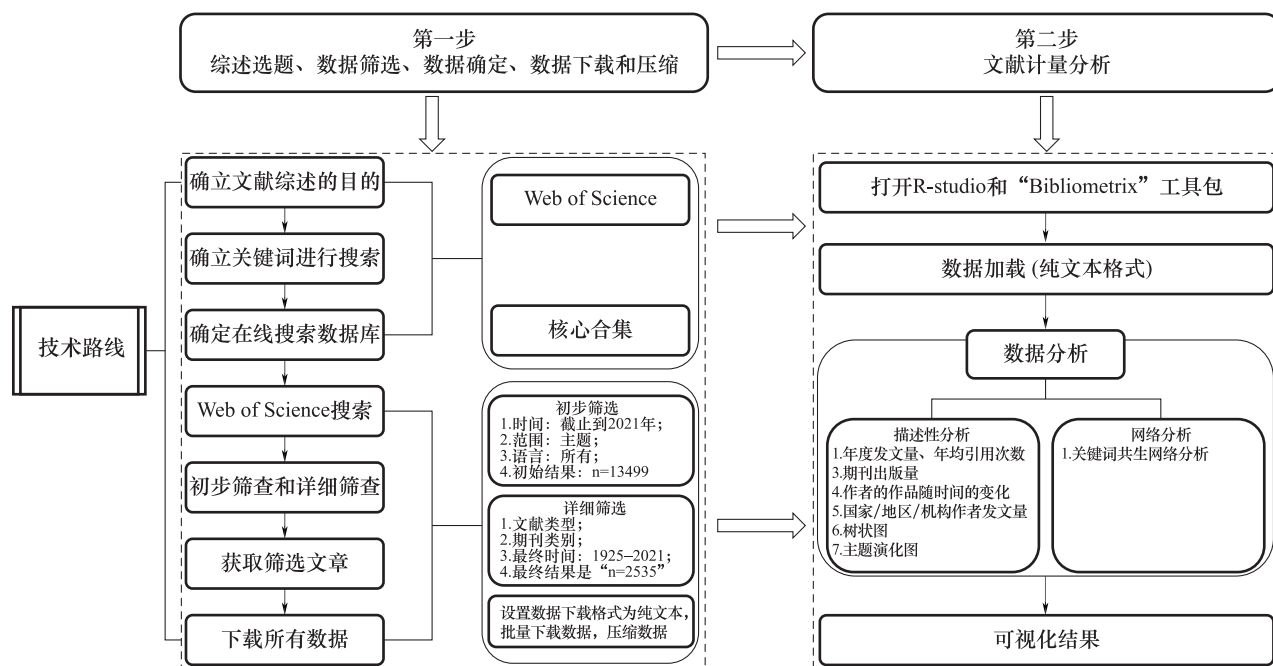 第一步
综述选题、数据筛选、数据确定、数据下载和压缩
第二步
文献计量分析
技术路线
确立文献综述的目的
确立关键词进行搜索
确定在线搜索数据库
Web of Science搜索
初步筛查和详细筛查
获取筛选文章
下载所有数据
Web of Science
核心合集
初步筛选
1.时间：截止到2021年；
2.范围：主题；
3.语言：所有；
4.初始结果：n=13499
详细筛选
1.文献类型；
2.期刊类别；
3.最终时间：1925–2021；
4.最终结果是“n=2535”
设置数据下载格式为纯文本，
批量下载数据，压缩数据
打开R-studio和“Bibliometrix”工具包
数据加载 (纯文本格式)
数据分析
描述性分析
1.年度发文量、年均引用次数
3.期刊出版量
4.作者的作品随时间的变化
5.国家/地区/机构作者发文量
6.树状图
7.主题演化图
网络分析
1.关键词共生网络分析
可视化结果